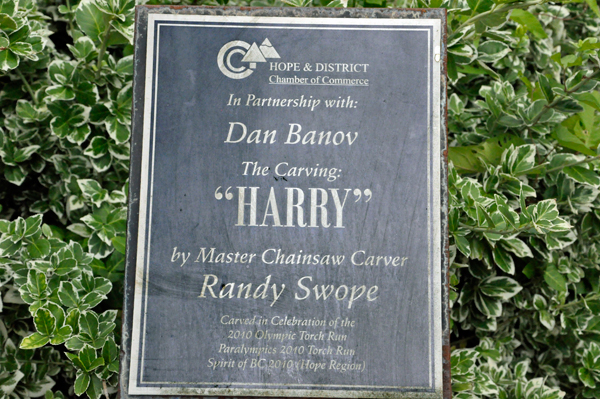 HOPE & DISTRICT
Chamber of Commerce
In Partnership with:
Dan Banov
The Carving:
“HARRY”
by Master Chainsaw Carver
Randy Swope
Carved in Celebration of the
2010 Olympic Torch Run
Paralympics 2010 Torch Run
Spirit of BC 2010 (Hope Region)